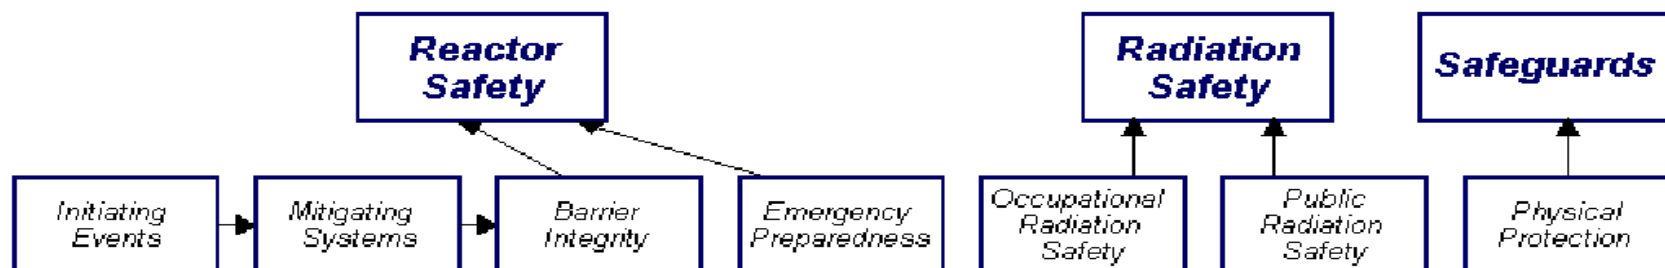 Reactor
Safety
Radiation
Safety
Safeguards
Initiating
Events
Mitigating
Systems
Barrier
Integrity
Emergency
Preparedness
Occupational
Radiation
Safety
Public
Radiation
Safety
Physical
Protection